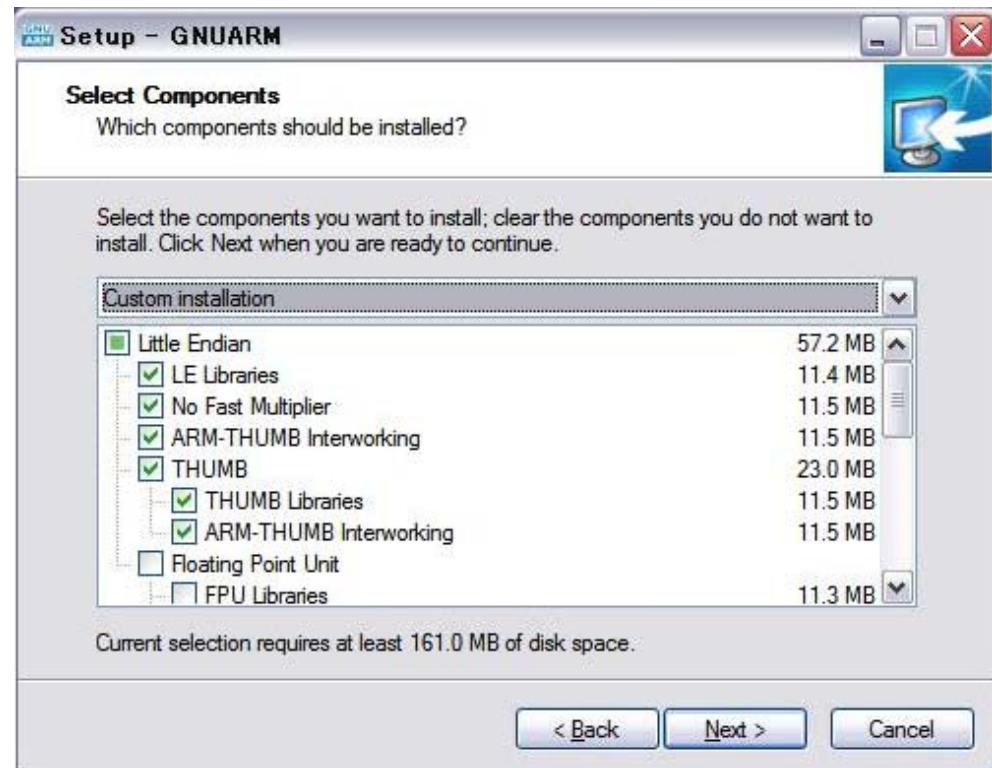 GNU
ARM
Setup - GNUARM
Select Components
Which components should be installed?
Select the components you want to install; clear the components you do not want to
install. Click Next when you are ready to continue.
Custom installation
Little Endian 57.2 MB
LE Libraries 11.4 MB
No Fast Multiplier 11.5 MB
ARM-THUMB Interworking 11.5 MB
THUMB 23.0 MB
THUMB Libraries 11.5 MB
ARM-THUMB Interworking 11.5 MB
Floating Point Unit
FPU Libraries 11.3 MB
Current selection requires at least 161.0 MB of disk space.
< Back Next > Cancel